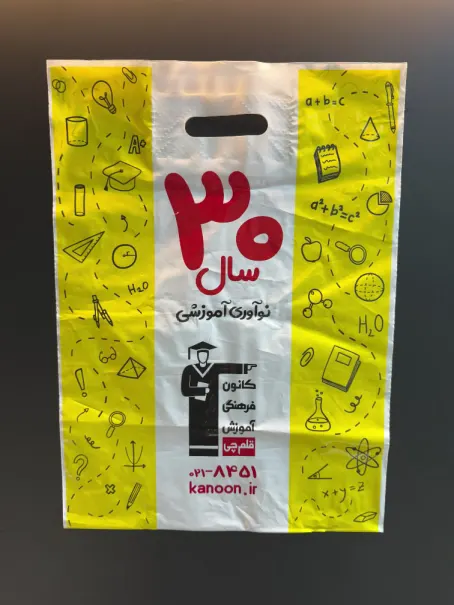 ۳۰
سال
نوآوری آموزشی
کانون
فرهنگی
آموزش
قلم‌چی
۰۲۱-۸۴۵۱
kanoon.ir
A+
H₂O
a+b=c
a²+b²=c²
H₂O
x+y=z